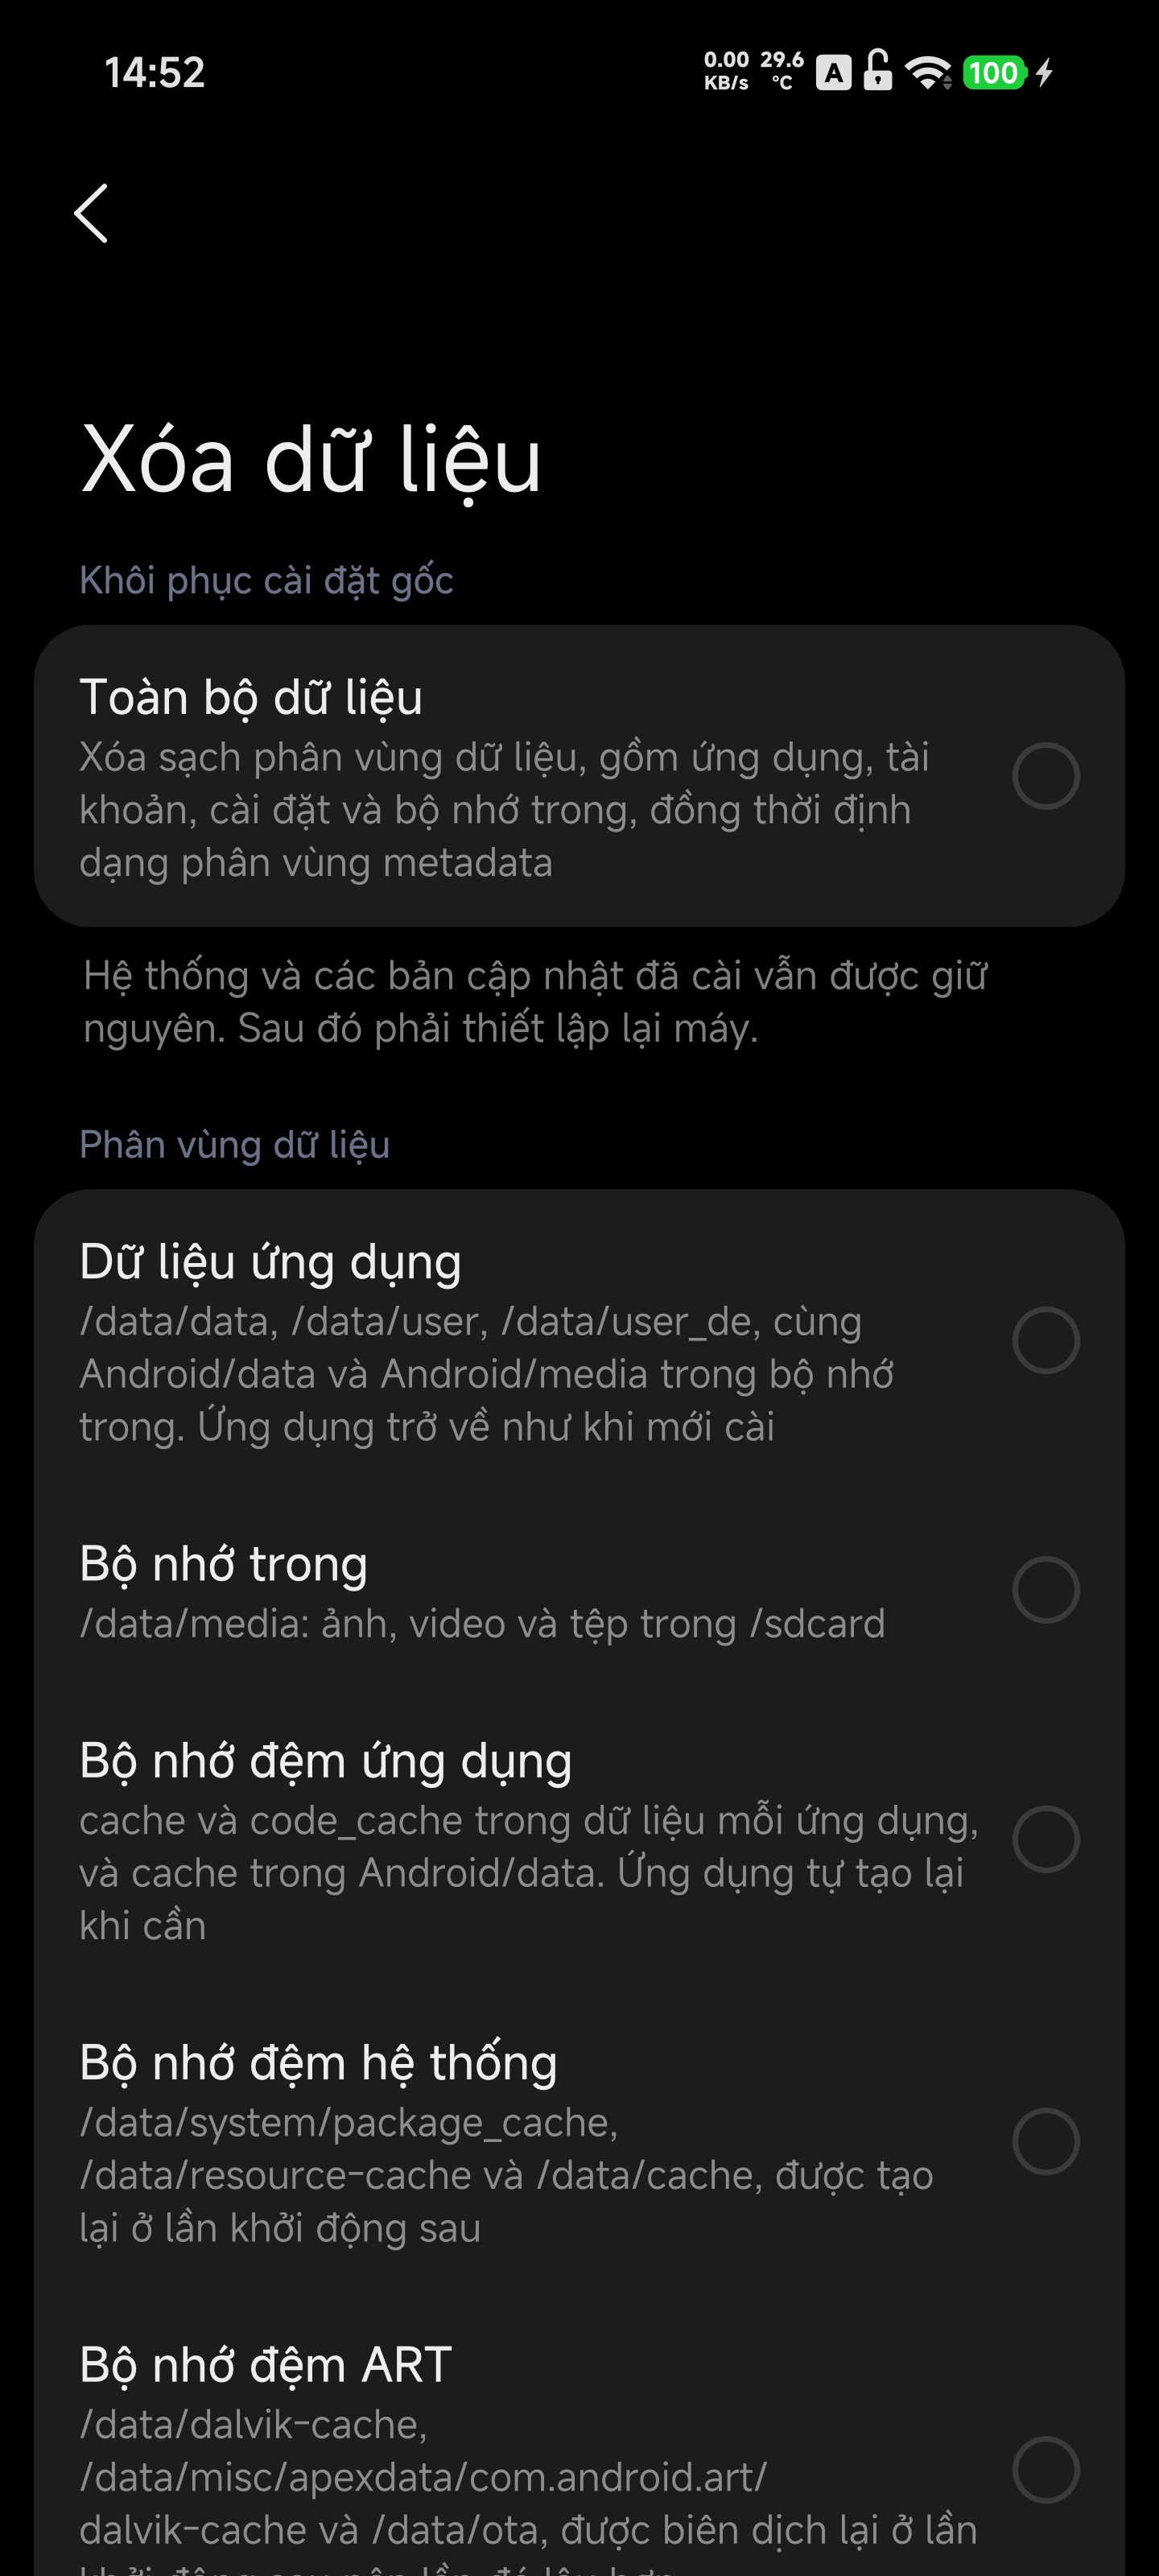 14:52
0.00 KB/s 29.6 °C A 100
Xóa dữ liệu
Khôi phục cài đặt gốc
Toàn bộ dữ liệu
Xóa sạch phân vùng dữ liệu, gồm ứng dụng, tài
khoản, cài đặt và bộ nhớ trong, đồng thời định
dạng phân vùng metadata
Hệ thống và các bản cập nhật đã cài vẫn được giữ
nguyên. Sau đó phải thiết lập lại máy.
Phân vùng dữ liệu
Dữ liệu ứng dụng
/data/data, /data/user, /data/user_de, cùng
Android/data và Android/media trong bộ nhớ
trong. Ứng dụng trở về như khi mới cài
Bộ nhớ trong
/data/media: ảnh, video và tệp trong /sdcard
Bộ nhớ đệm ứng dụng
cache và code_cache trong dữ liệu mỗi ứng dụng,
và cache trong Android/data. Ứng dụng tự tạo lại
khi cần
Bộ nhớ đệm hệ thống
/data/system/package_cache,
/data/resource-cache và /data/cache, được tạo
lại ở lần khởi động sau
Bộ nhớ đệm ART
/data/dalvik-cache,
/data/misc/apexdata/com.android.art/
dalvik-cache và /data/ota, được biên dịch lại ở lần